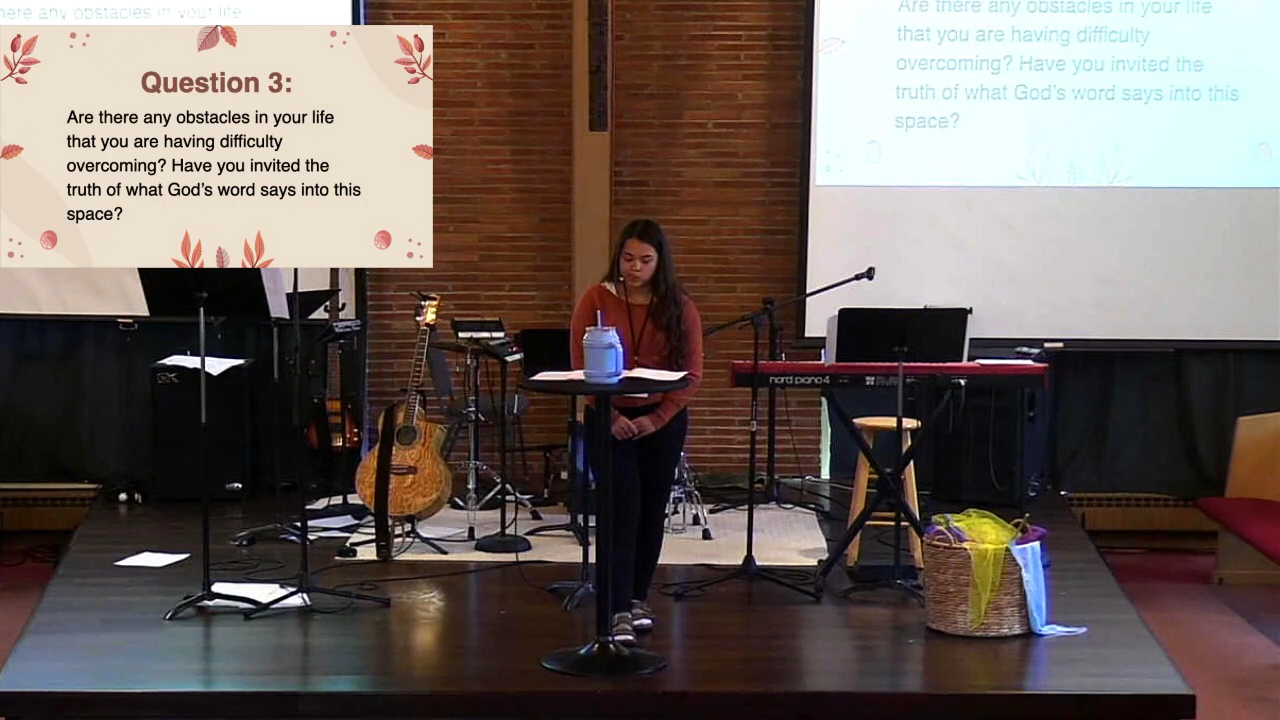 here any obstacles in your life
Question 3:
Are there any obstacles in your life
that you are having difficulty
overcoming? Have you invited the
truth of what God’s word says into this
space?
Are there any obstacles in your life
that you are having difficulty
overcoming? Have you invited the
truth of what God's word says into this
space?
nord piano 4